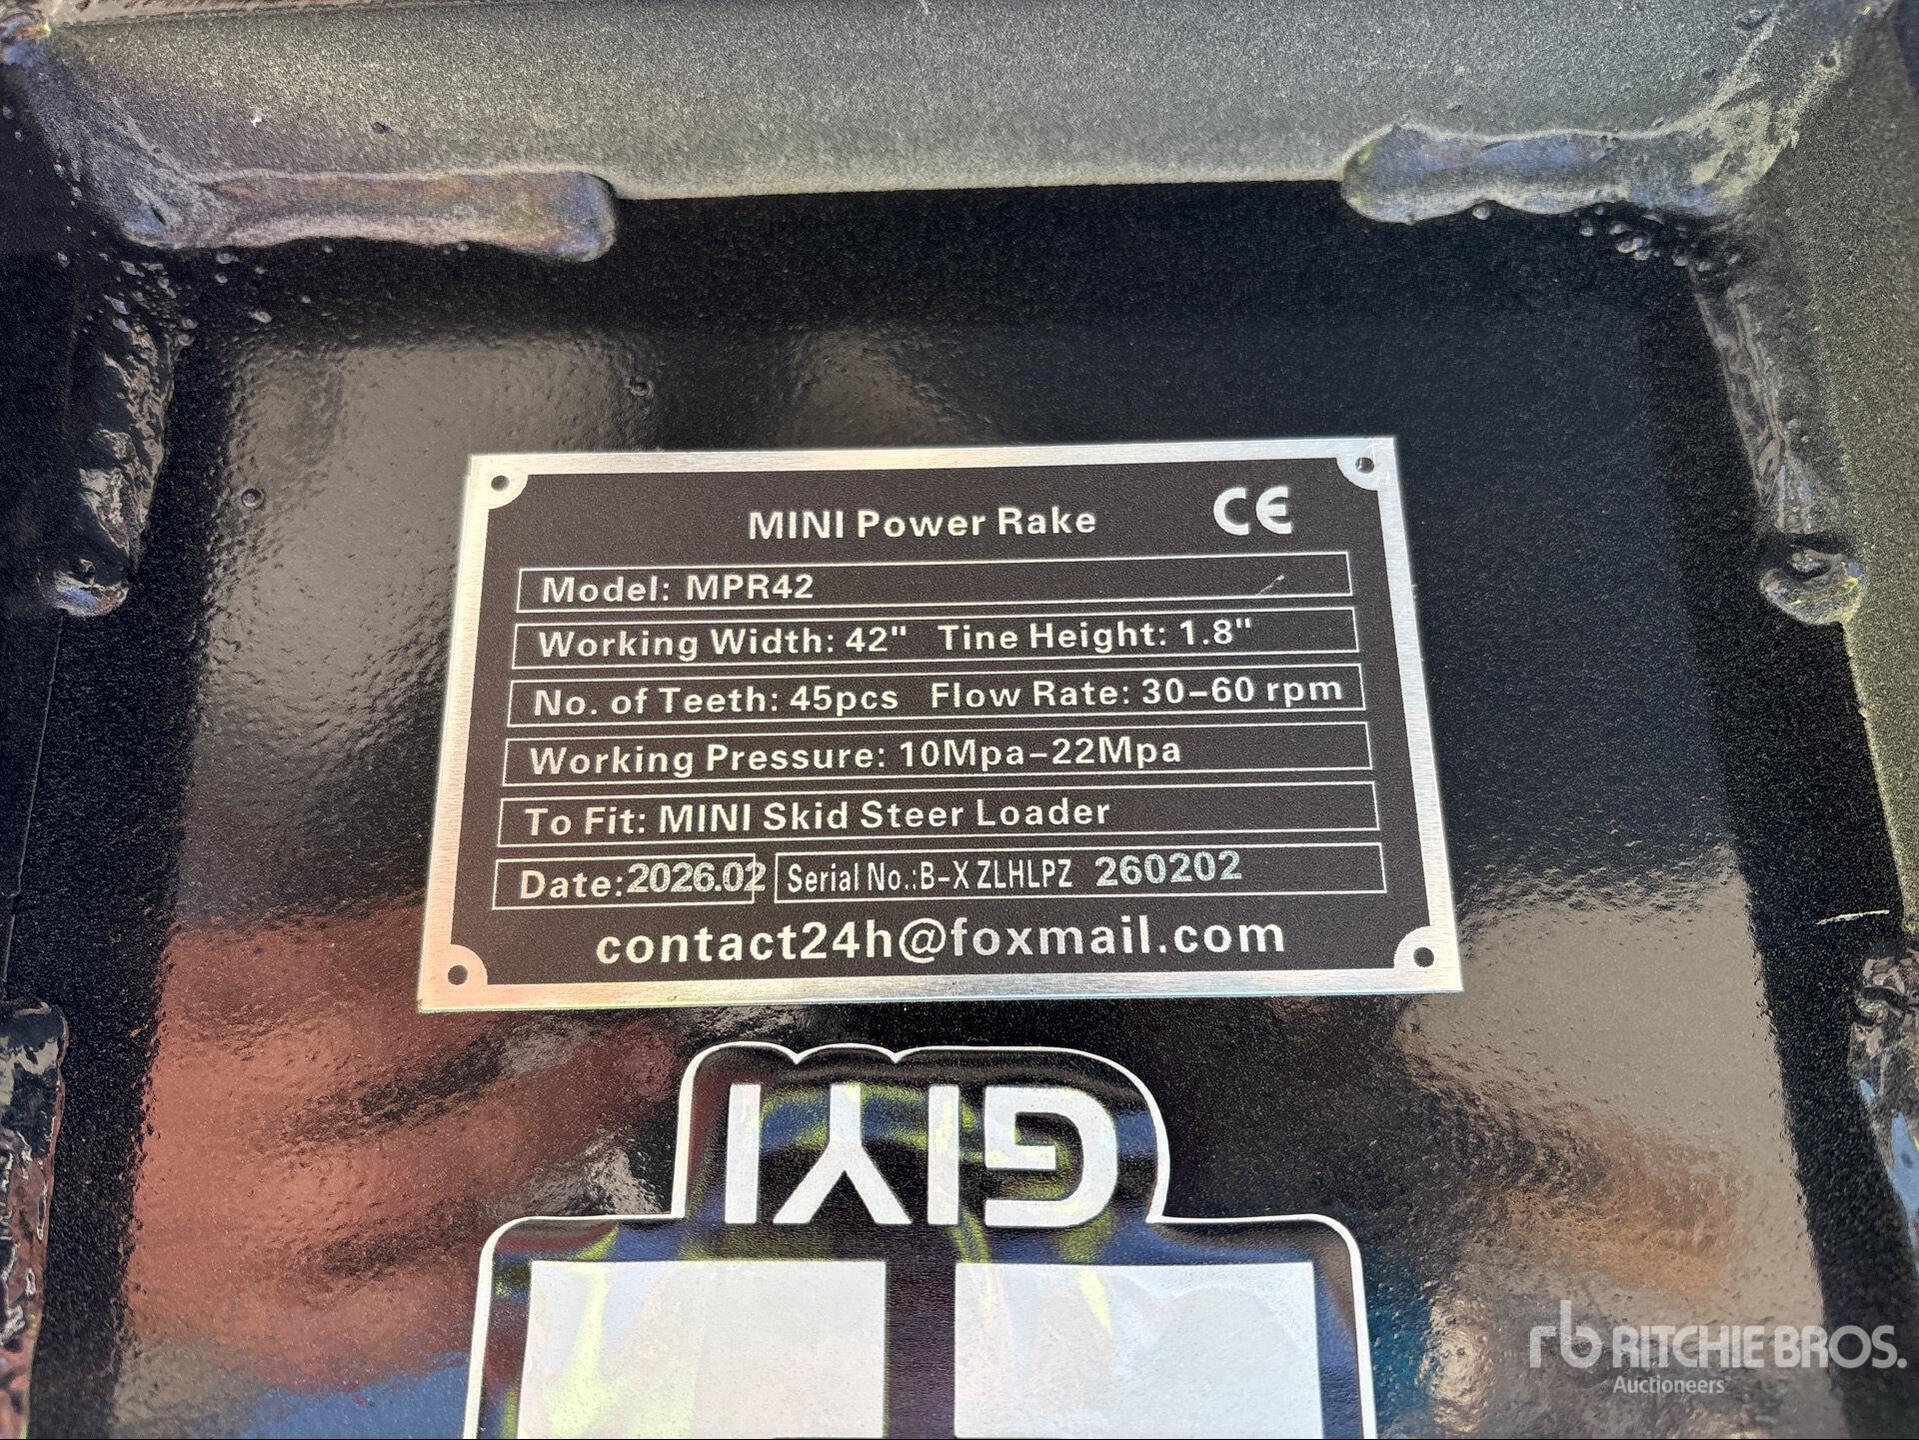 MINI Power Rake CE
Model: MPR42
Working Width: 42" Tine Height: 1.8"
No. of Teeth: 45pcs Flow Rate: 30-60 rpm
Working Pressure: 10Mpa-22Mpa
To Fit: MINI Skid Steer Loader
Date:2026.02 Serial No.:B-X ZLHLPZ 260202
contact24h@foxmail.com
GIYI
rb RITCHIE BROS.
Auctioneers